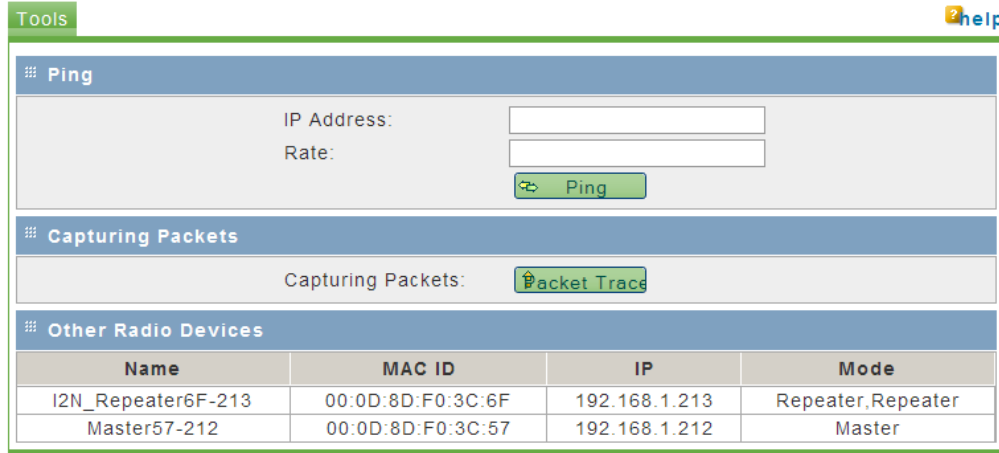 Tools
?help
Ping
IP Address:
Rate:
Ping
Capturing Packets
Capturing Packets: Packet Trace
Other Radio Devices
Name MAC ID IP Mode
I2N_Repeater6F-213 00:0D:8D:F0:3C:6F 192.168.1.213 Repeater,Repeater
Master57-212 00:0D:8D:F0:3C:57 192.168.1.212 Master